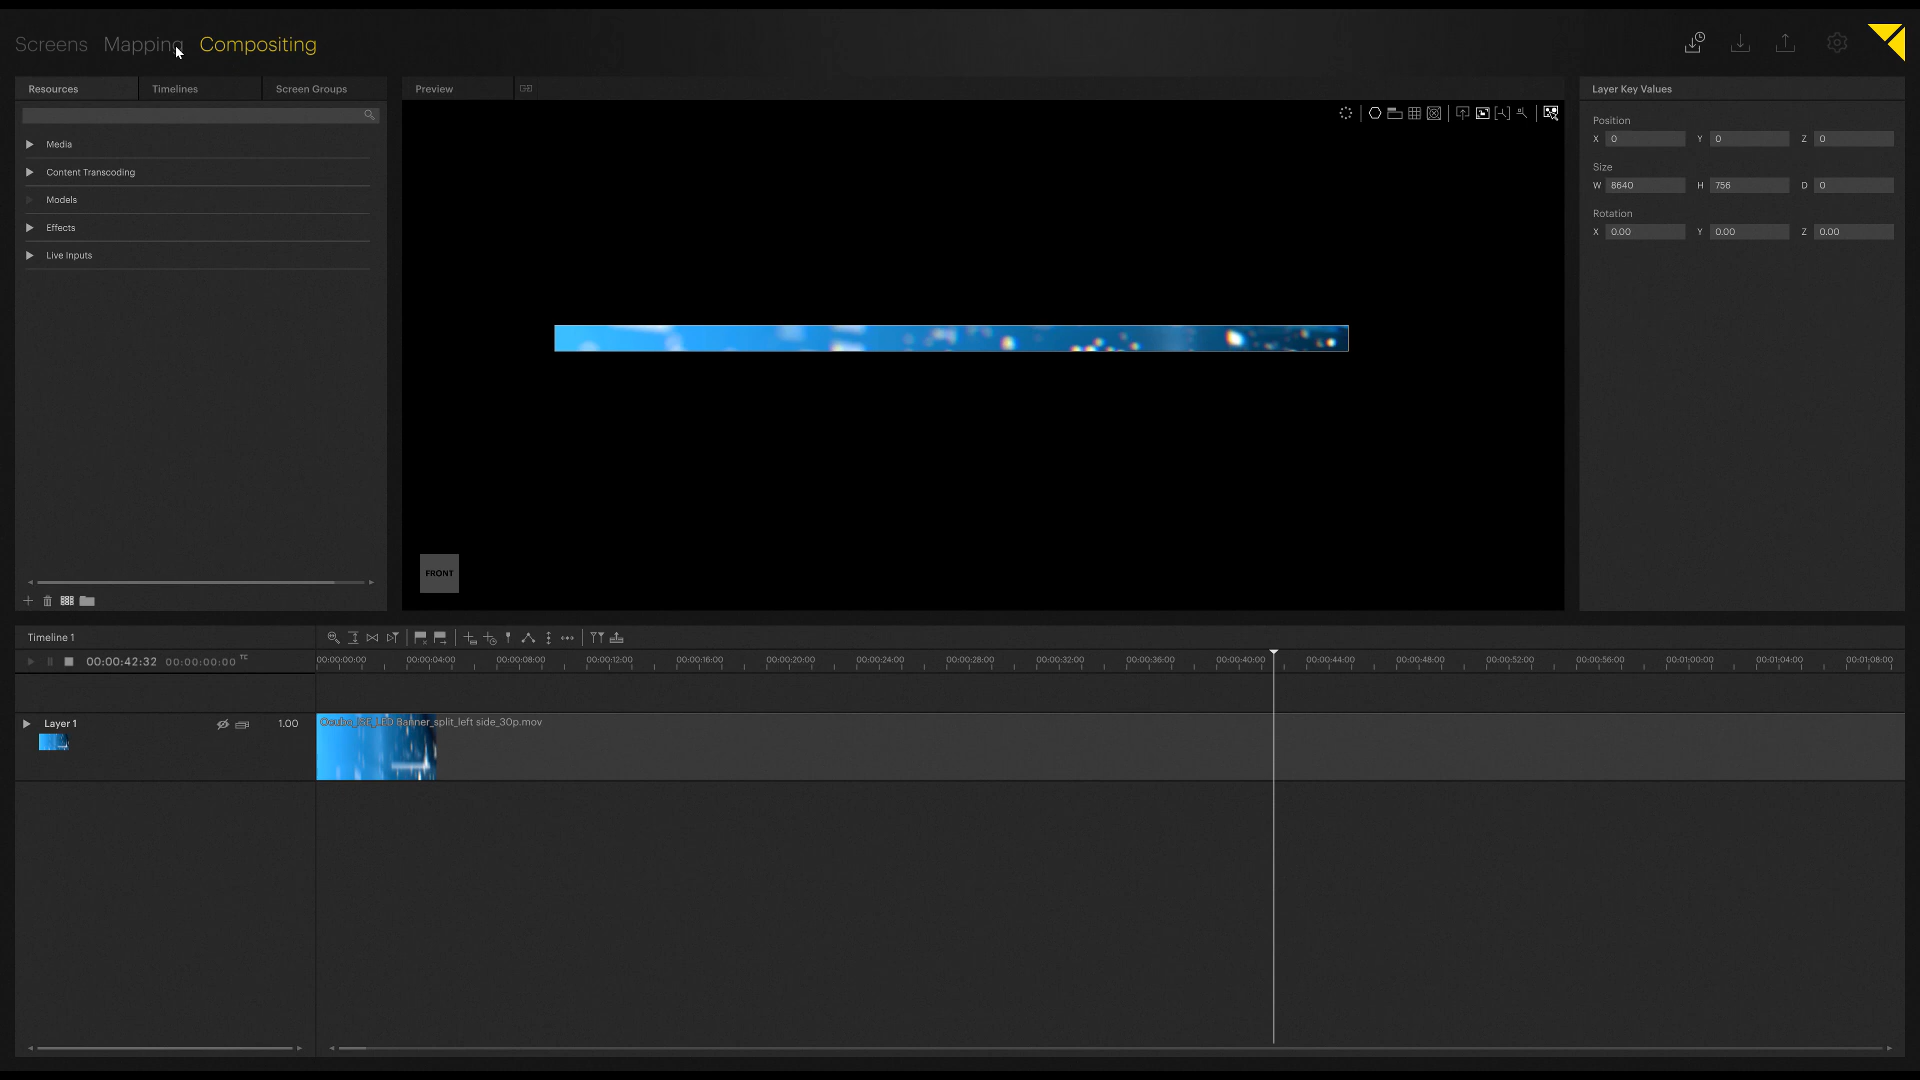 Screens Mapping Compositing
Resources Timelines Screen Groups
Preview
Layer Key Values
Media
Content Transcoding
Models
Effects
Live Inputs
Position
X 0 Y 0 Z 0
Size
W 8640 H 756 D 0
Rotation
X 0.00 Y 0.00 Z 0.00
FRONT
Timeline 1
00:00:42:32 00:00:00:00 TC
00:00:00:00 00:00:04:00 00:00:08:00 00:00:12:00 00:00:16:00 00:00:20:00 00:00:24:00 00:00:28:00 00:00:32:00 00:00:36:00 00:00:40:00 00:00:44:00 00:00:48:00 00:00:52:00 00:00:56:00 00:01:00:00 00:01:04:00 00:01:08:00
Layer 1 1.00
Ocubo_ISE_LED Banner_split_left side_30p.mov